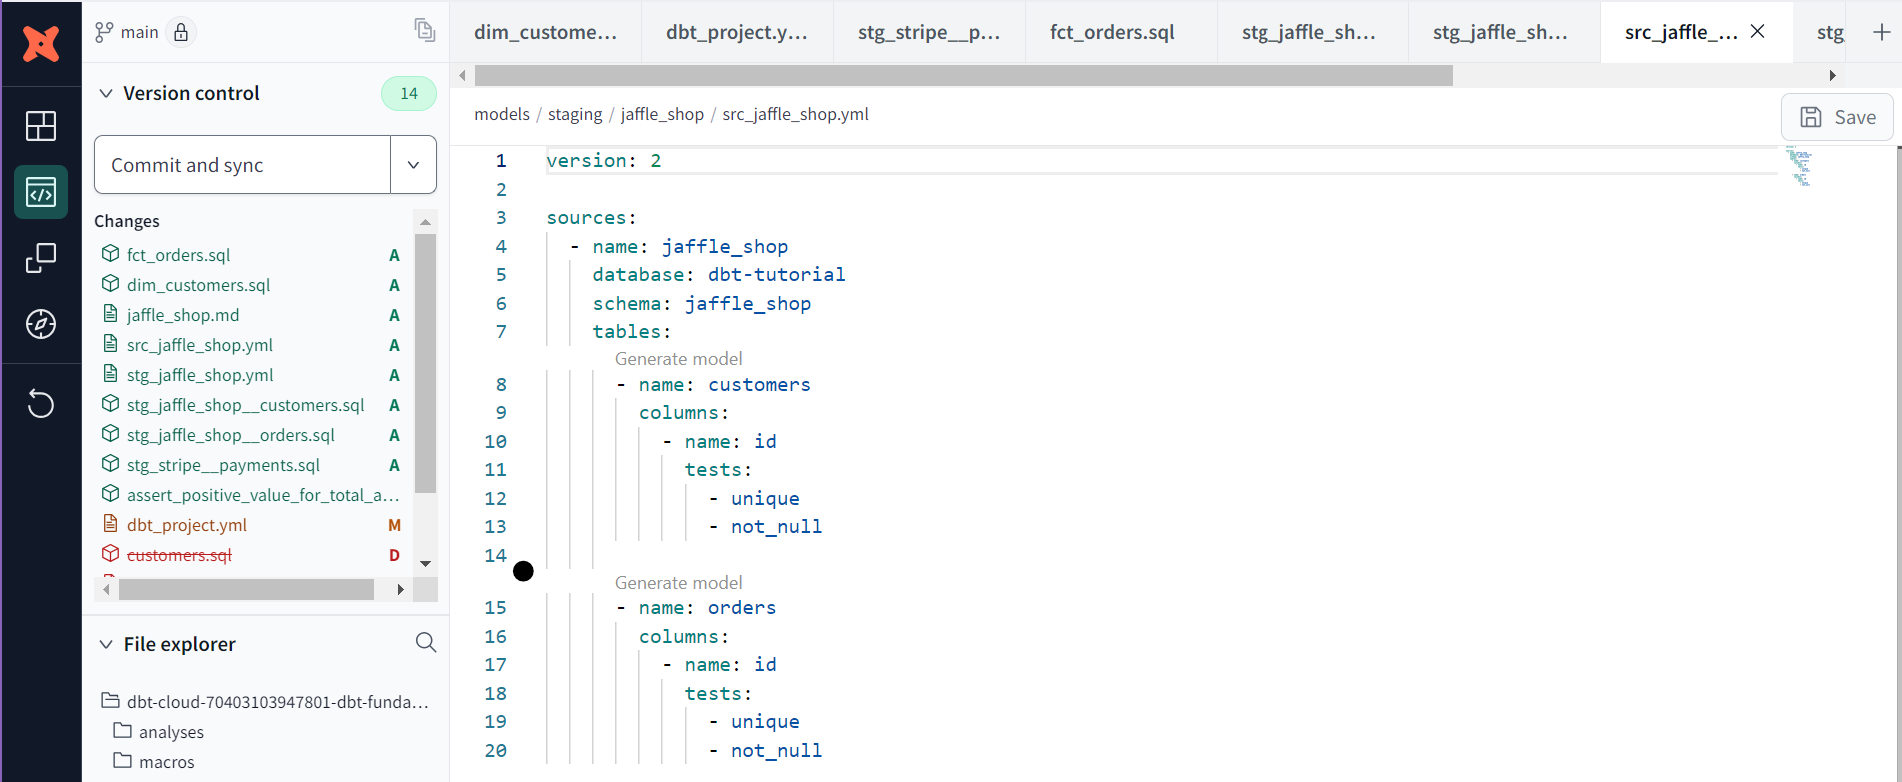 main
Version control
14
Commit and sync
Changes
fct_orders.sql A
dim_customers.sql A
jaffle_shop.md A
src_jaffle_shop.yml A
stg_jaffle_shop.yml A
stg_jaffle_shop__customers.sql A
stg_jaffle_shop__orders.sql A
stg_stripe__payments.sql A
assert_positive_value_for_total_a...
dbt_project.yml M
customers.sql D
File explorer
dbt-cloud-70403103947801-dbt-funda...
analyses
macros
dim_custome... dbt_project.y... stg_stripe__p... fct_orders.sql stg_jaffle_sh... stg_jaffle_sh... src_jaffle_... stg
models / staging / jaffle_shop / src_jaffle_shop.yml
Save
1 version: 2
2
3 sources:
4 - name: jaffle_shop
5 database: dbt-tutorial
6 schema: jaffle_shop
7 tables:
Generate model
8 - name: customers
9 columns:
10 - name: id
11 tests:
12 - unique
13 - not_null
14
Generate model
15 - name: orders
16 columns:
17 - name: id
18 tests:
19 - unique
20 - not_null